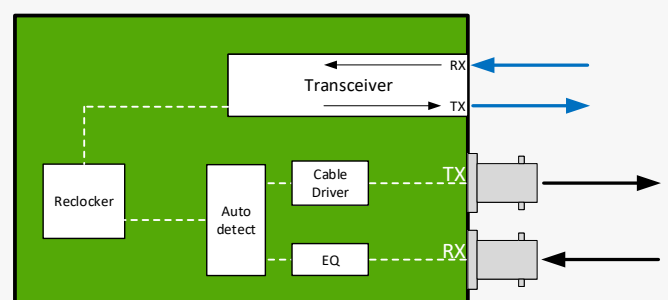 RX
Transceiver
TX
Cable
Driver
TX
Reclocker
Auto
detect
RX
EQ